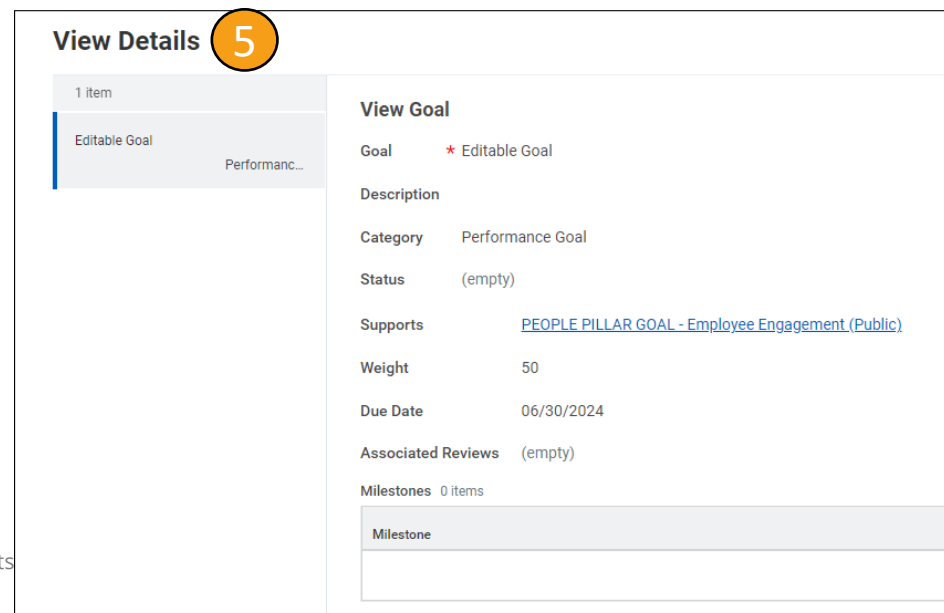 View Details 5
1 item
Editable Goal
Performanc...
View Goal
Goal * Editable Goal
Description
Category Performance Goal
Status (empty)
Supports PEOPLE PILLAR GOAL - Employee Engagement (Public)
Weight 50
Due Date 06/30/2024
Associated Reviews (empty)
Milestones 0 items
Milestone
ts